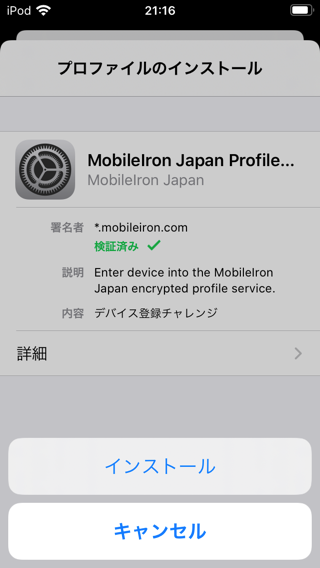 iPod 21:16
プロファイルのインストール
MobileIron Japan Profile...
MobileIron Japan
署名者 *.mobileiron.com
検証済み
説明 Enter device into the MobileIron
Japan encrypted profile service.
内容 デバイス登録チャレンジ
詳細
インストール
キャンセル